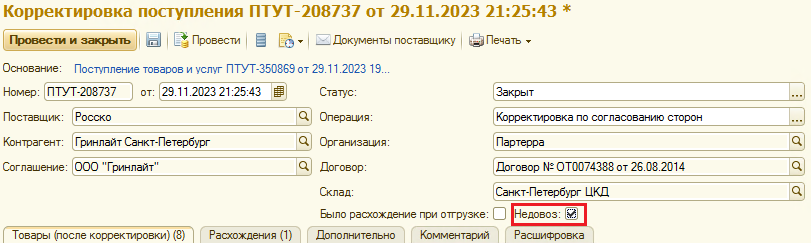 Корректировка поступления ПТУТ-208737 от 29.11.2023 21:25:43 *
Провести и закрыть Провести Документы поставщику Печать
Основание: Поступление товаров и услуг ПТУТ-350869 от 29.11.2023 19...
Номер: ПТУТ-208737 от: 29.11.2023 21:25:43 Статус: Закрыт ...
Поставщик: Росско Операция: Корректировка по согласованию сторон ...
Контрагент: Гринлайт Санкт-Петербург Организация: Партерра
Соглашение: ООО "Гринлайт" Договор: Договор № ОТ0074388 от 26.08.2014
Склад: Санкт-Петербург ЦКД
Было расхождение при отгрузке: Недовоз:
Товары (после корректировки) (8) Расхождения (1) Дополнительно Комментарий Расшифровка